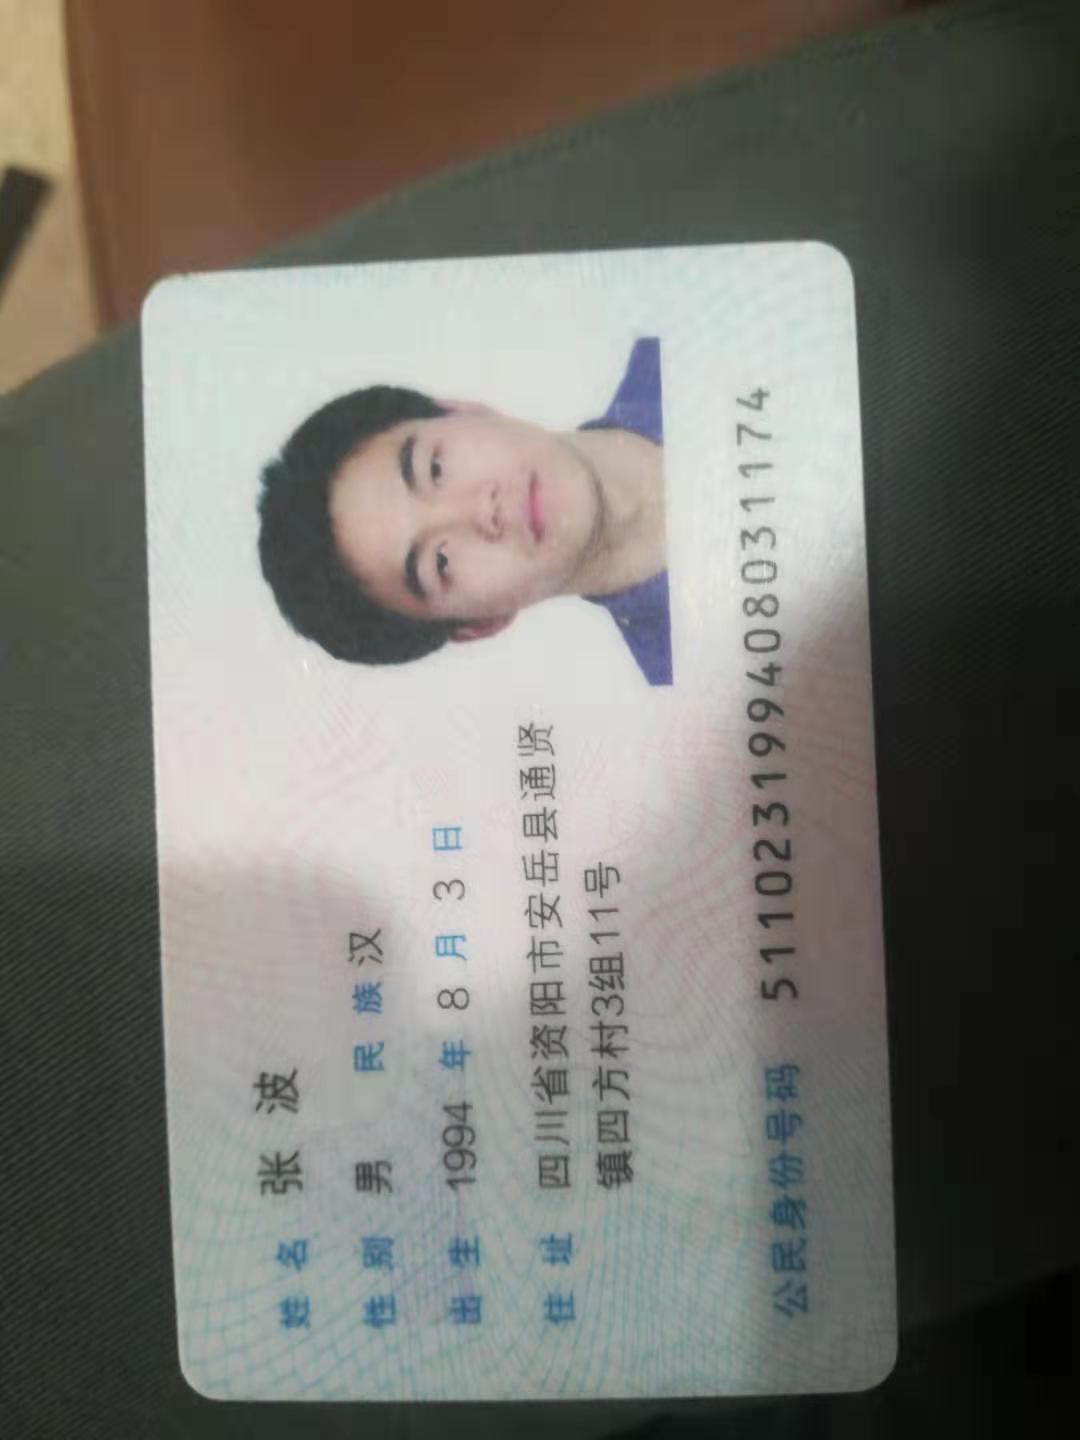 姓名 张波
性别 男 民族 汉
出生 1994 年 8 月 3 日
住址 四川省资阳市安岳县通贤
镇四方村3组11号
公民身份号码 511023199408031174